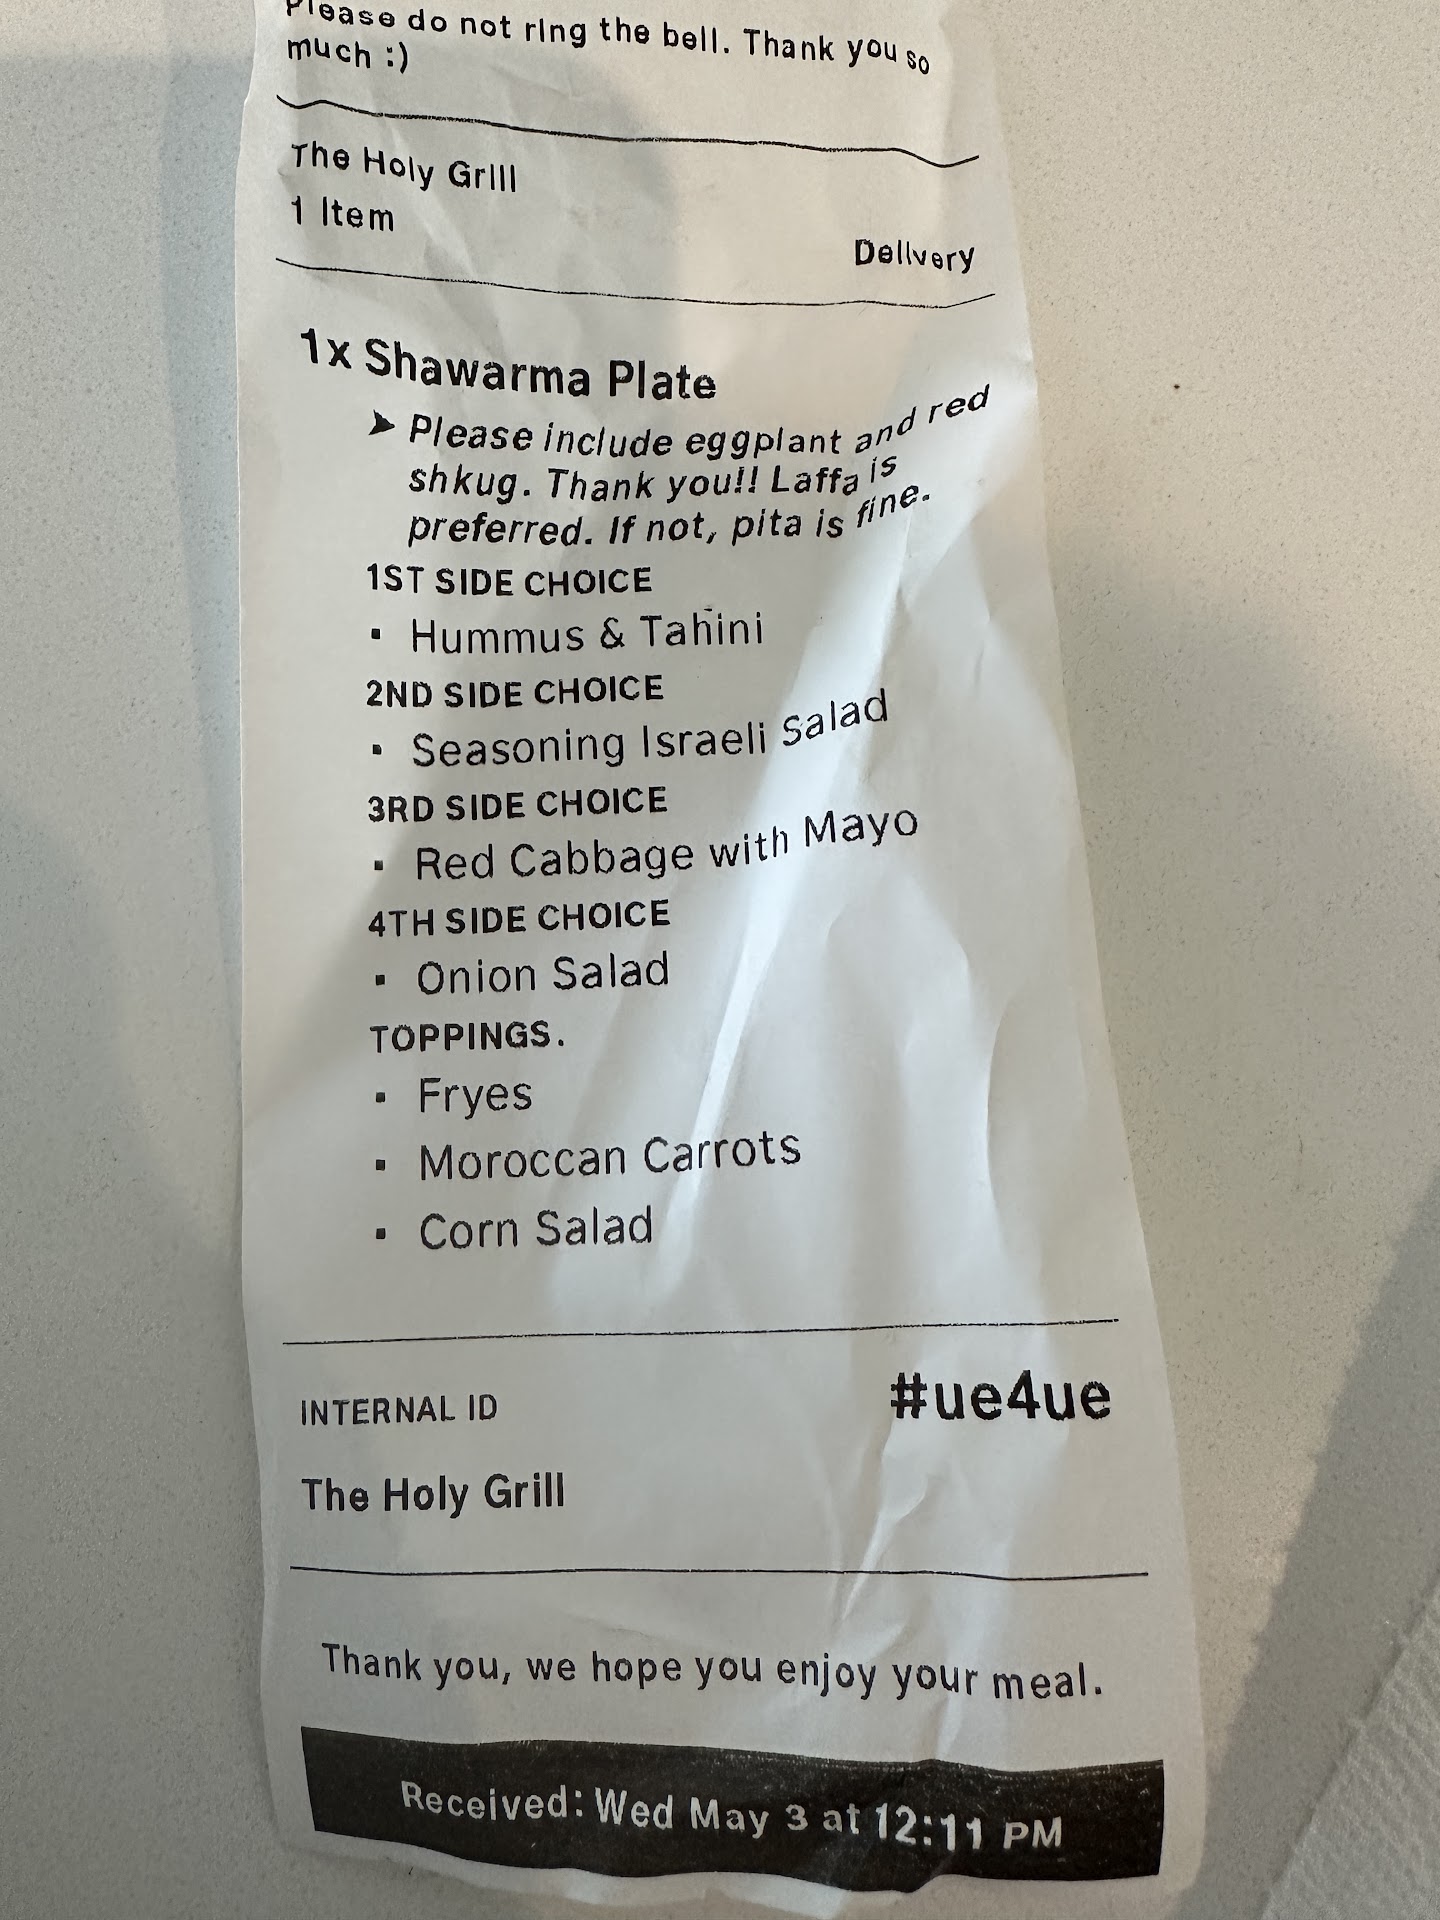 Please do not ring the bell. Thank you so
much :)
The Holy Grill
1 Item
Delivery
1x Shawarma Plate
➤ Please include eggplant and red
shkug. Thank you!! Laffa is
preferred. If not, pita is fine.
1ST SIDE CHOICE
▪ Hummus & Tahini
2ND SIDE CHOICE
▪ Seasoning Israeli Salad
3RD SIDE CHOICE
▪ Red Cabbage with Mayo
4TH SIDE CHOICE
▪ Onion Salad
TOPPINGS.
▪ Fryes
▪ Moroccan Carrots
▪ Corn Salad
INTERNAL ID #ue4ue
The Holy Grill
Thank you, we hope you enjoy your meal.
Received: Wed May 3 at 12:11 PM